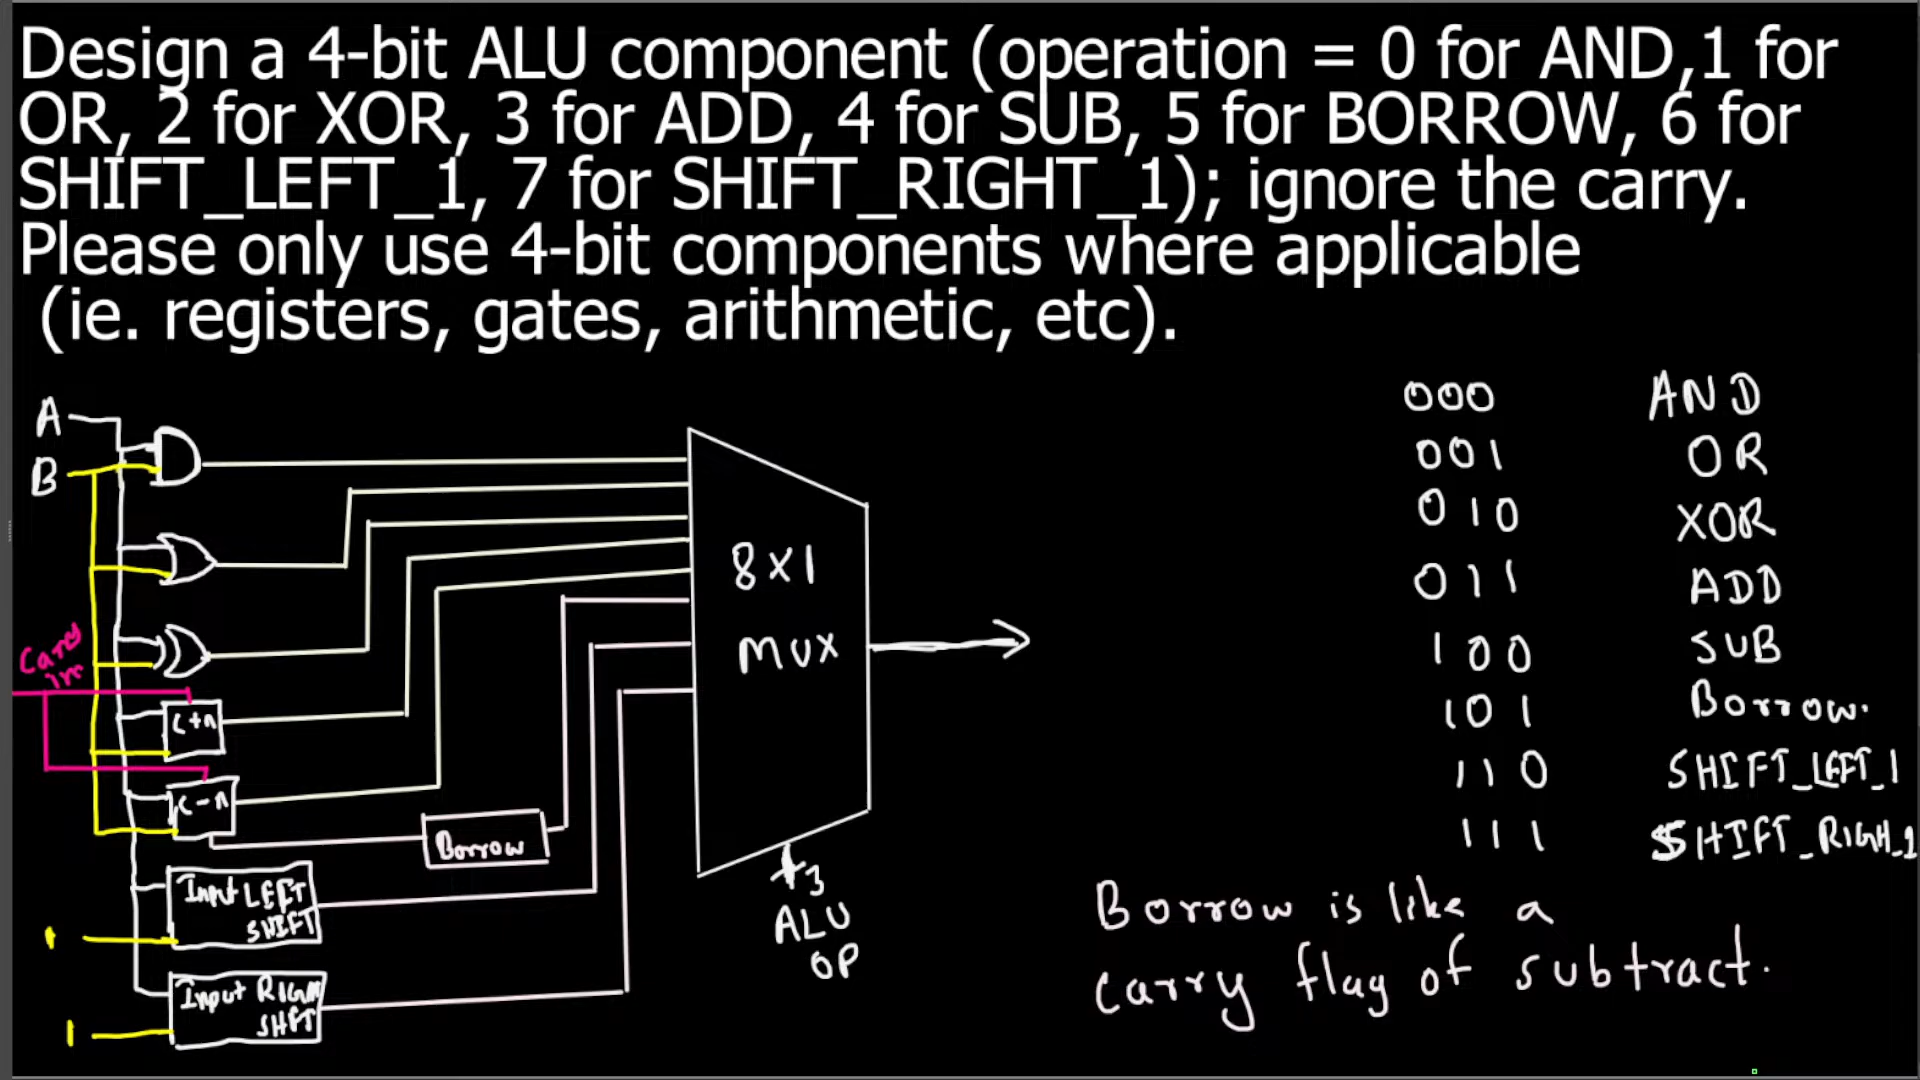 Design a 4-bit ALU component (operation = 0 for AND,1 for
OR, 2 for XOR, 3 for ADD, 4 for SUB, 5 for BORROW, 6 for
SHIFT_LEFT_1, 7 for SHIFT_RIGHT_1); ignore the carry.
Please only use 4-bit components where applicable
(ie. registers, gates, arithmetic, etc).
A
B
Carry
in
C+n
C-n
Borrow
Input LEFT
SHIFT
1
Input RIGH
SHFT
1
8X1
MUX
3
ALU
OP
000 AND
001 OR
010 XOR
011 ADD
100 SUB
101 Borrow.
110 SHIFT_LEFT_1
111 SHIFT_RIGH_1
Borrow is like a
carry flag of subtract.